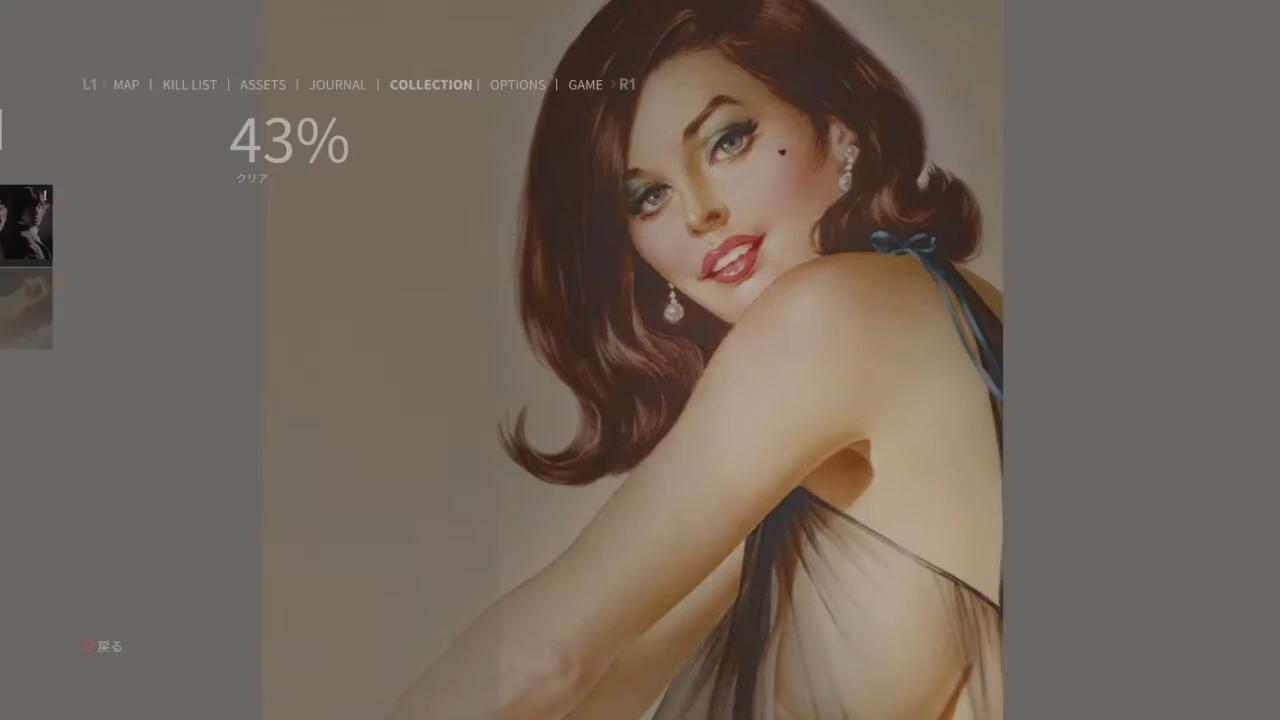 L1 < MAP | KILL LIST | ASSETS | JOURNAL | COLLECTION | OPTIONS | GAME > R1
43%
クリア
戻る